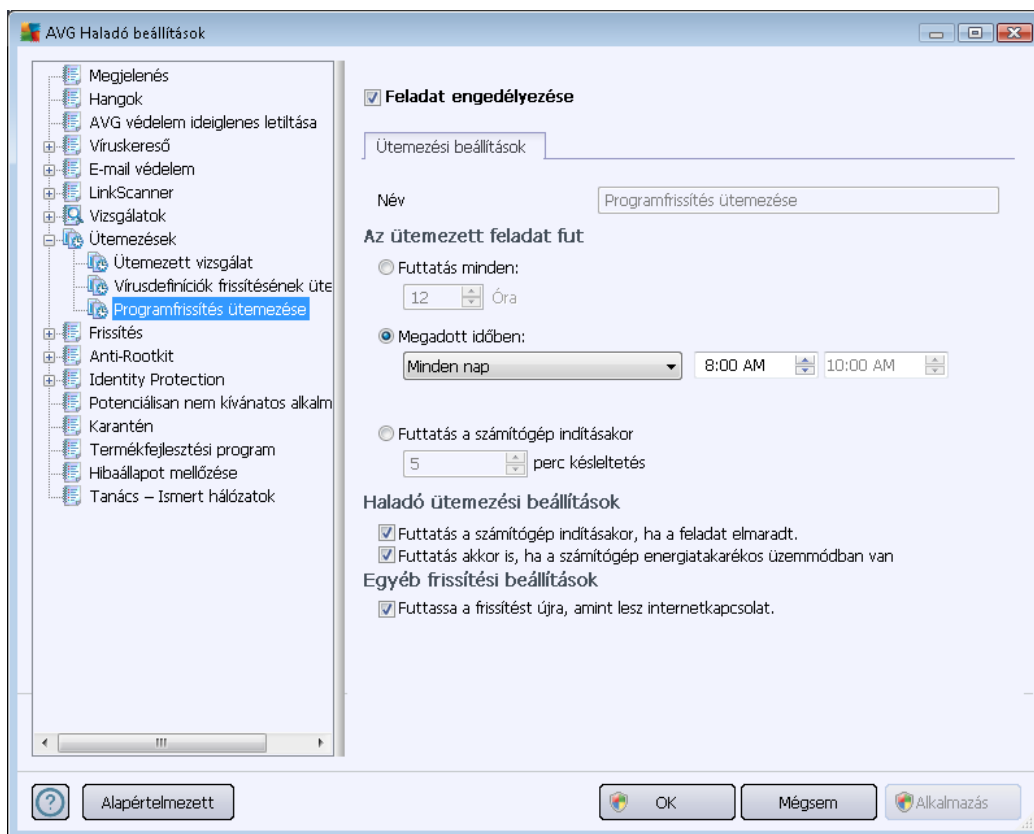 AVG Haladó beállítások
Megjelenés
Hangok
AVG védelem ideiglenes letiltása
Víruskereső
E-mail védelem
LinkScanner
Vizsgálatok
Ütemezések
Ütemezett vizsgálat
Vírusdefiníciók frissítésének üte
Programfrissítés ütemezése
Frissítés
Anti-Rootkit
Identity Protection
Potenciálisan nem kívánatos alkalm
Karantén
Termékfejlesztési program
Hibaállapot mellőzése
Tanács – Ismert hálózatok
Feladat engedélyezése
Ütemezési beállítások
Név Programfrissítés ütemezése
Az ütemezett feladat fut
Futtatás minden:
12 Óra
Megadott időben:
Minden nap 8:00 AM 10:00 AM
Futtatás a számítógép indításakor
5 perc késleltetés
Haladó ütemezési beállítások
Futtatás a számítógép indításakor, ha a feladat elmaradt.
Futtatás akkor is, ha a számítógép energiatakarékos üzemmódban van
Egyéb frissítési beállítások
Futtassa a frissítést újra, amint lesz internetkapcsolat.
? Alapértelmezett OK Mégsem Alkalmazás